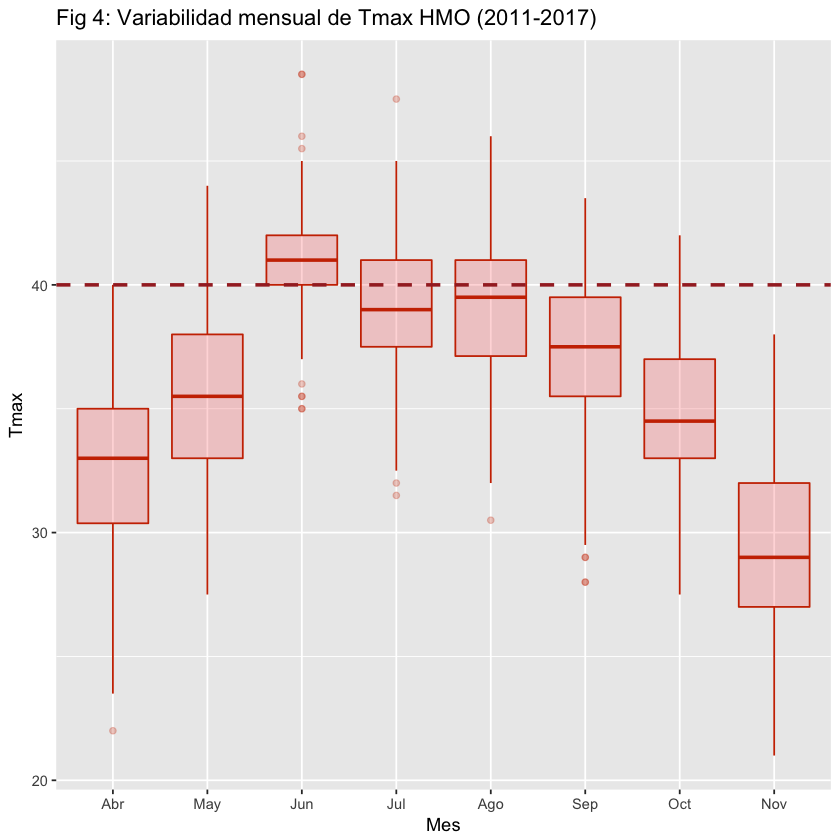 Fig 4: Variabilidad mensual de Tmax HMO (2011-2017)
Tmax
40
30
20
Abr May Jun Jul Ago Sep Oct Nov
Mes